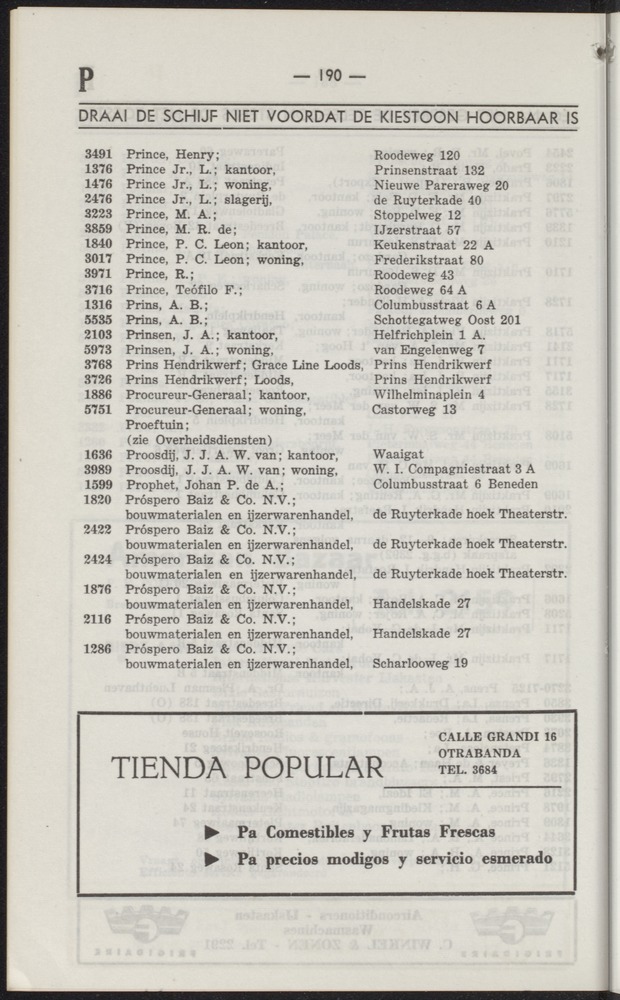 P
— 190 —
DRAAI DE SCHIJF NIET VOORDAT DE KIESTOON HOORBAAR IS
3491 Prince, Henry; Roodeweg 120
1376 Prince Jr., L.; kantoor, Prinsenstraat 132
1476 Prince Jr., L.; woning, Nieuwe Pareraweg 20
2476 Prince Jr., L.; slagerij, de Ruyterkade 40
3223 Prince, M. A.; Stoppelweg 12
3859 Prince, M. R. de; IJzerstraat 57
1840 Prince, P. C. Leon; kantoor, Keukenstraat 22 A
3017 Prince, P. C. Leon; woning, Frederikstraat 80
3971 Prince, R.; Roodeweg 43
3716 Prince, Teófilo F.; Roodeweg 64 A
1316 Prins, A. B.; Columbusstraat 6 A
5535 Prins, A. B.; Schottegatweg Oost 201
2103 Prinsen, J. A.; kantoor, Helfrichplein 1 A.
5973 Prinsen, J. A.; woning, van Engelenweg 7
3768 Prins Hendrikwerf; Grace Line Loods, Prins Hendrikwerf
3726 Prins Hendrikwerf; Loods, Prins Hendrikwerf
1886 Procureur-Generaal; kantoor, Wilhelminaplein 4
5751 Procureur-Generaal; woning, Castorweg 13
Proeftuin;
(zie Overheidsdiensten)
1636 Proosdij, J. J. A. W. van; kantoor, Waaigat
3989 Proosdij, J. J. A. W. van; woning, W. I. Compagniestraat 3 A
1599 Prophet, Johan P. de A.; Columbusstraat 6 Beneden
1820 Próspero Baiz & Co. N.V.;
bouwmaterialen en ijzerwarenhandel, de Ruyterkade hoek Theaterstr.
2422 Próspero Baiz & Co. N.V.;
bouwmaterialen en ijzerwarenhandel, de Ruyterkade hoek Theaterstr.
2424 Próspero Baiz & Co. N.V.;
bouwmaterialen en ijzerwarenhandel, de Ruyterkade hoek Theaterstr.
1876 Próspero Baiz & Co. N.V.;
bouwmaterialen en ijzerwarenhandel, Handelskade 27
2116 Próspero Baiz & Co. N.V.;
bouwmaterialen en ijzerwarenhandel, Handelskade 27
1286 Próspero Baiz & Co. N.V.;
bouwmaterialen en ijzerwarenhandel, Scharlooweg 19
TIENDA POPULAR
CALLE GRANDI 16
OTRABANDA
TEL. 3684
► Pa Comestibles y Frutas Frescas
► Pa precios modigos y servicio esmerado